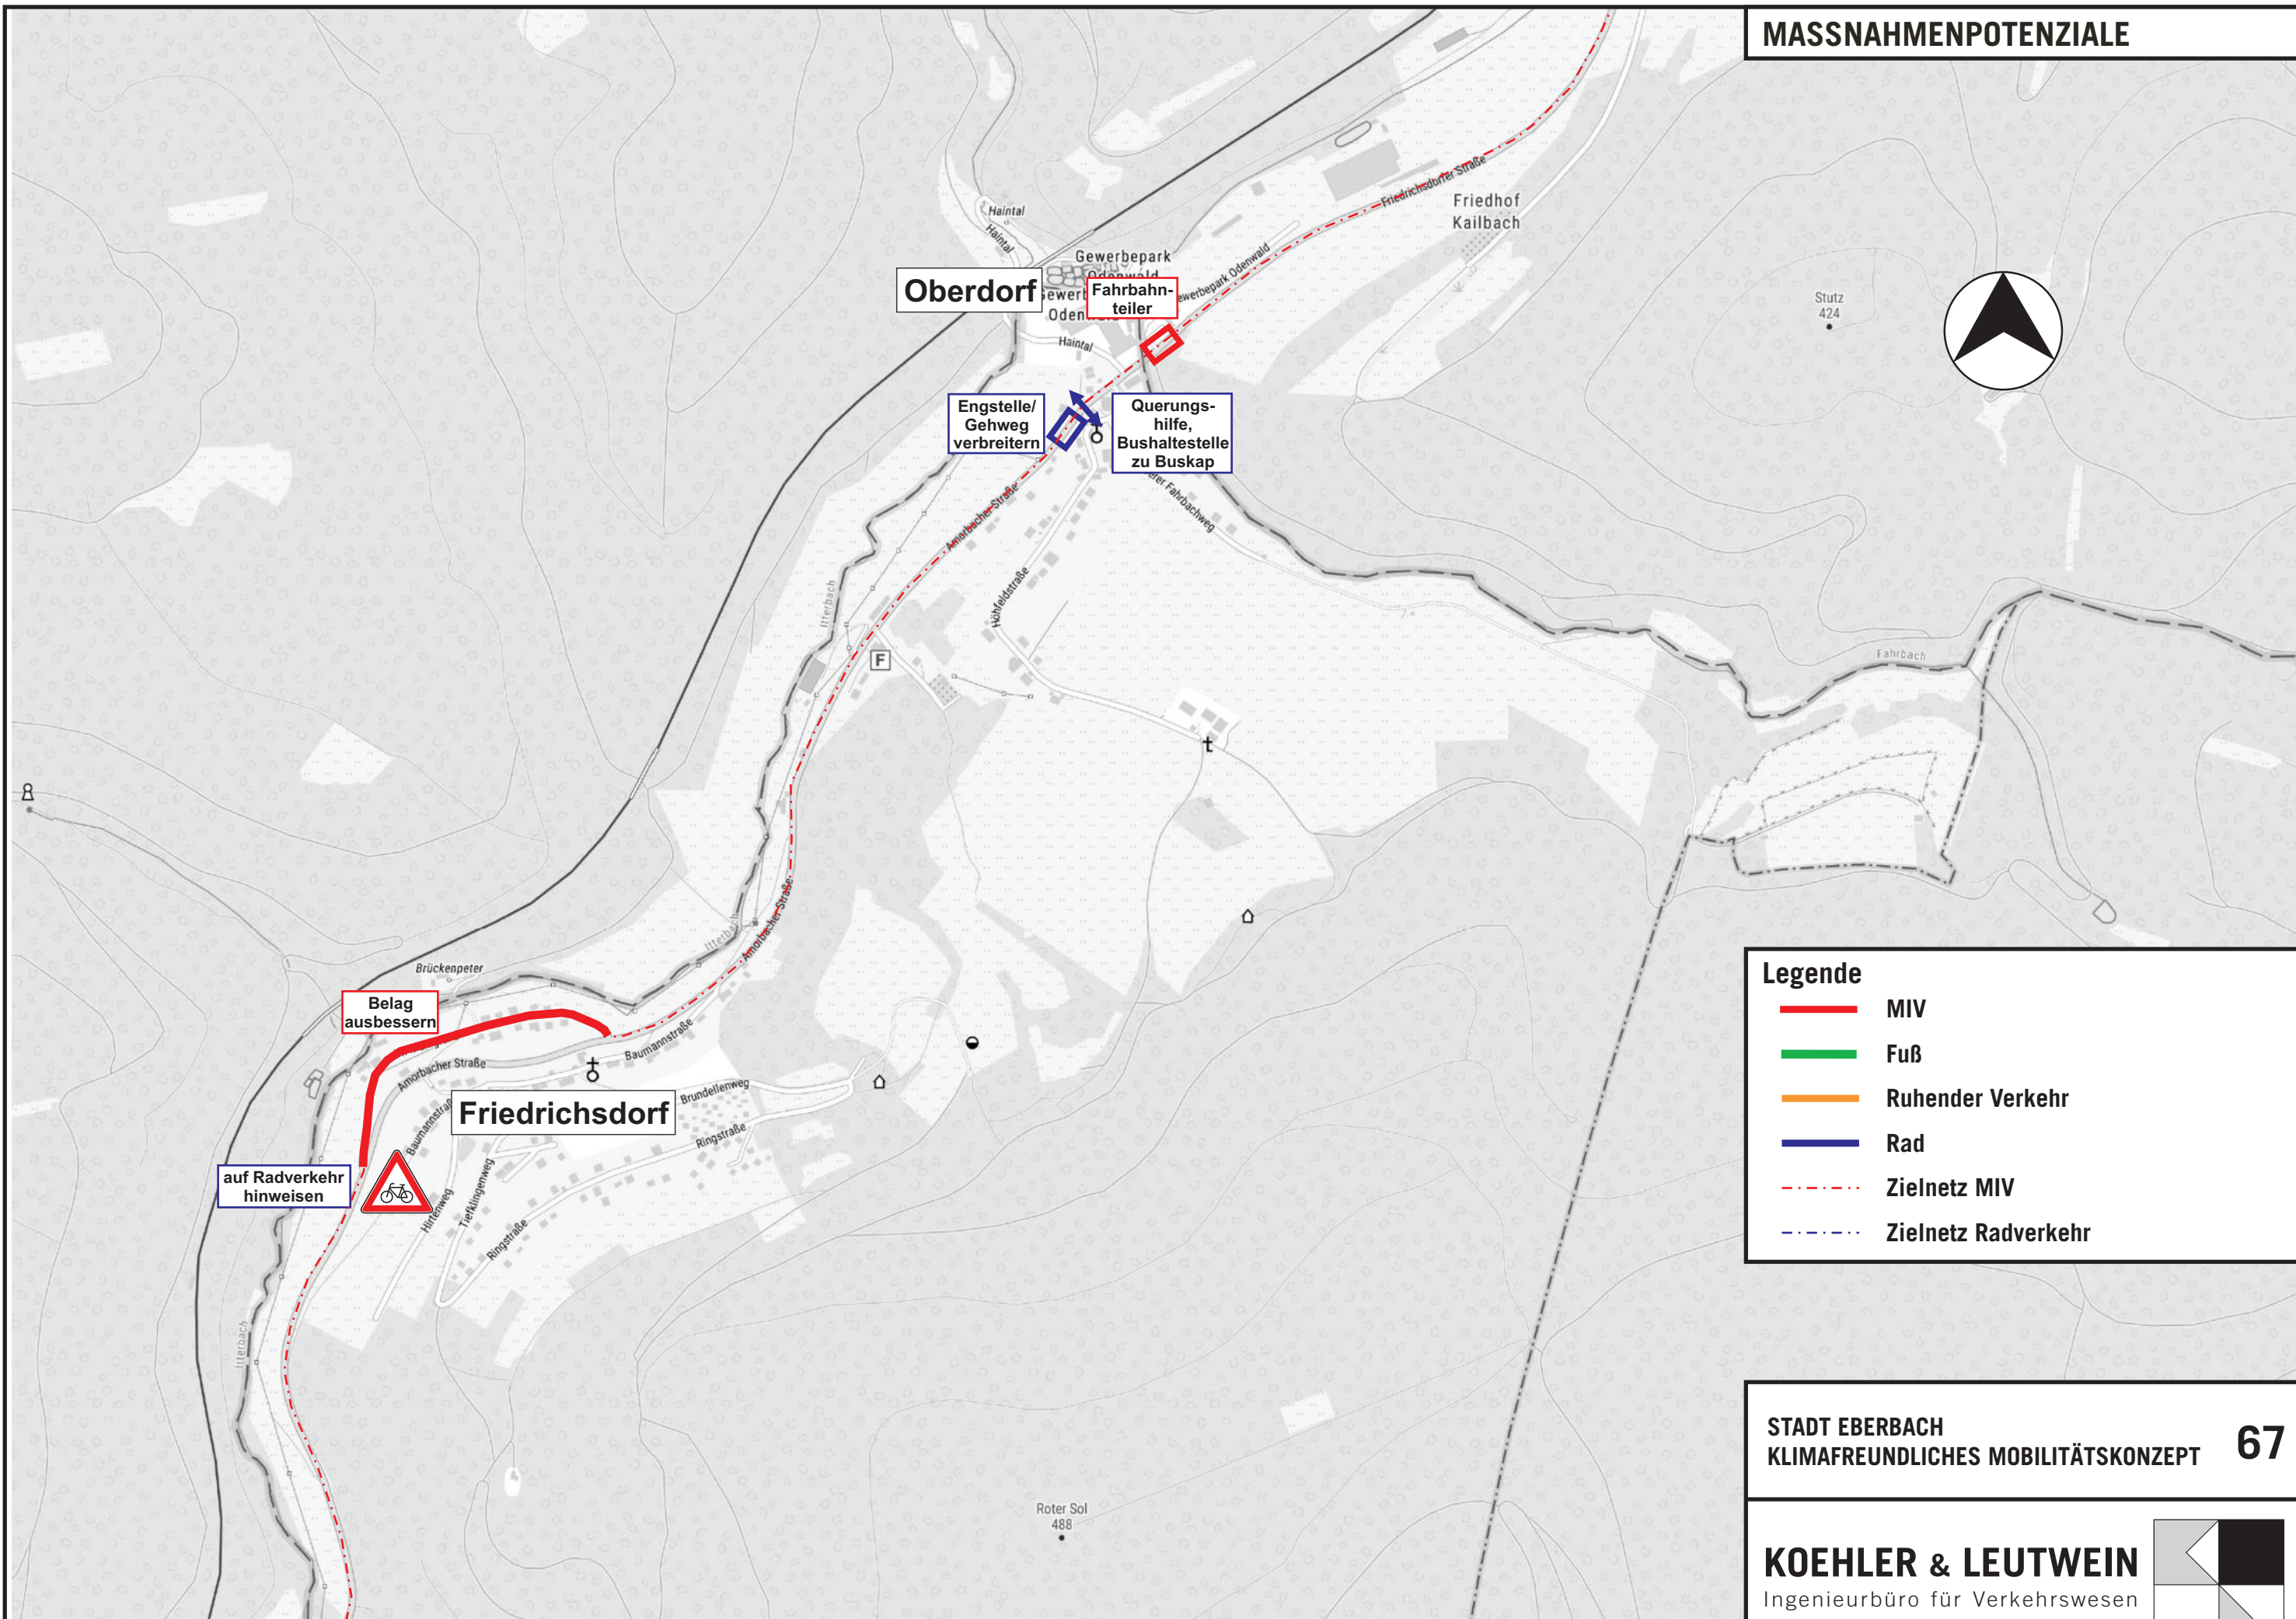 MASSNAHMENPOTENZIALE
Haintal
Haintal
Gewerbepark
Fahrbahn-
teiler
Oberdorf
Haintal
Friedrichsdorfer Straße
Friedhof
Kailbach
Stutz
424
Engstelle/
Gehweg
verbreitern
Querungs-
hilfe,
Bushaltestelle
zu Buskap
Amorbacher Straße
Höhfeldstraße
Itterbach
F
Fahrbach
Amorbacher Straße
Itterbach
Brückenpeter
Belag
ausbessern
Amorbacher Straße
Baumannstraße
Friedrichsdorf
Brundellenweg
Ringstraße
auf Radverkehr
hinweisen
Hirtenweg
Tiefklingenweg
Ringstraße
Itterbach
Roter Sol
488
Legende
MIV
Fuß
Ruhender Verkehr
Rad
Zielnetz MIV
Zielnetz Radverkehr
STADT EBERBACH
KLIMAFREUNDLICHES MOBILITÄTSKONZEPT
67
KOEHLER & LEUTWEIN
Ingenieurbüro für Verkehrswesen